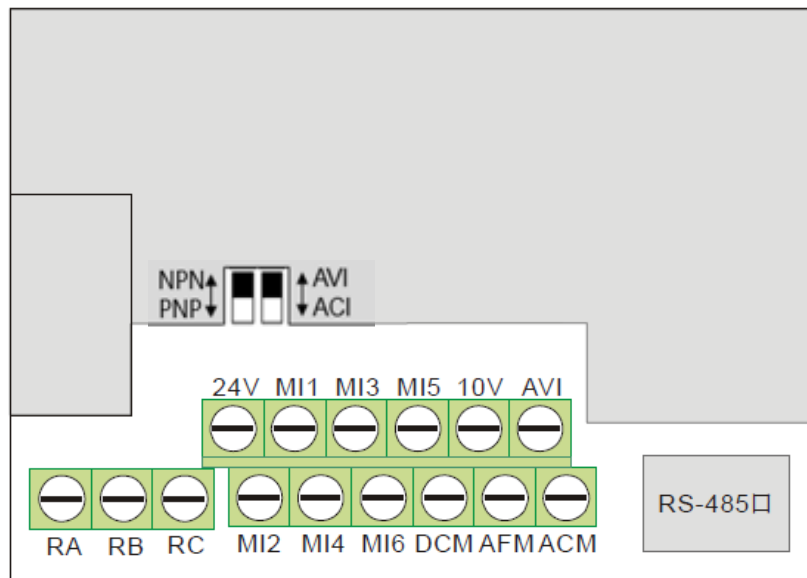 NPN AVI
PNP ACI
24V MI1 MI3 MI5 10V AVI
RS-485口
RA RB RC MI2 MI4 MI6 DCM AFM ACM